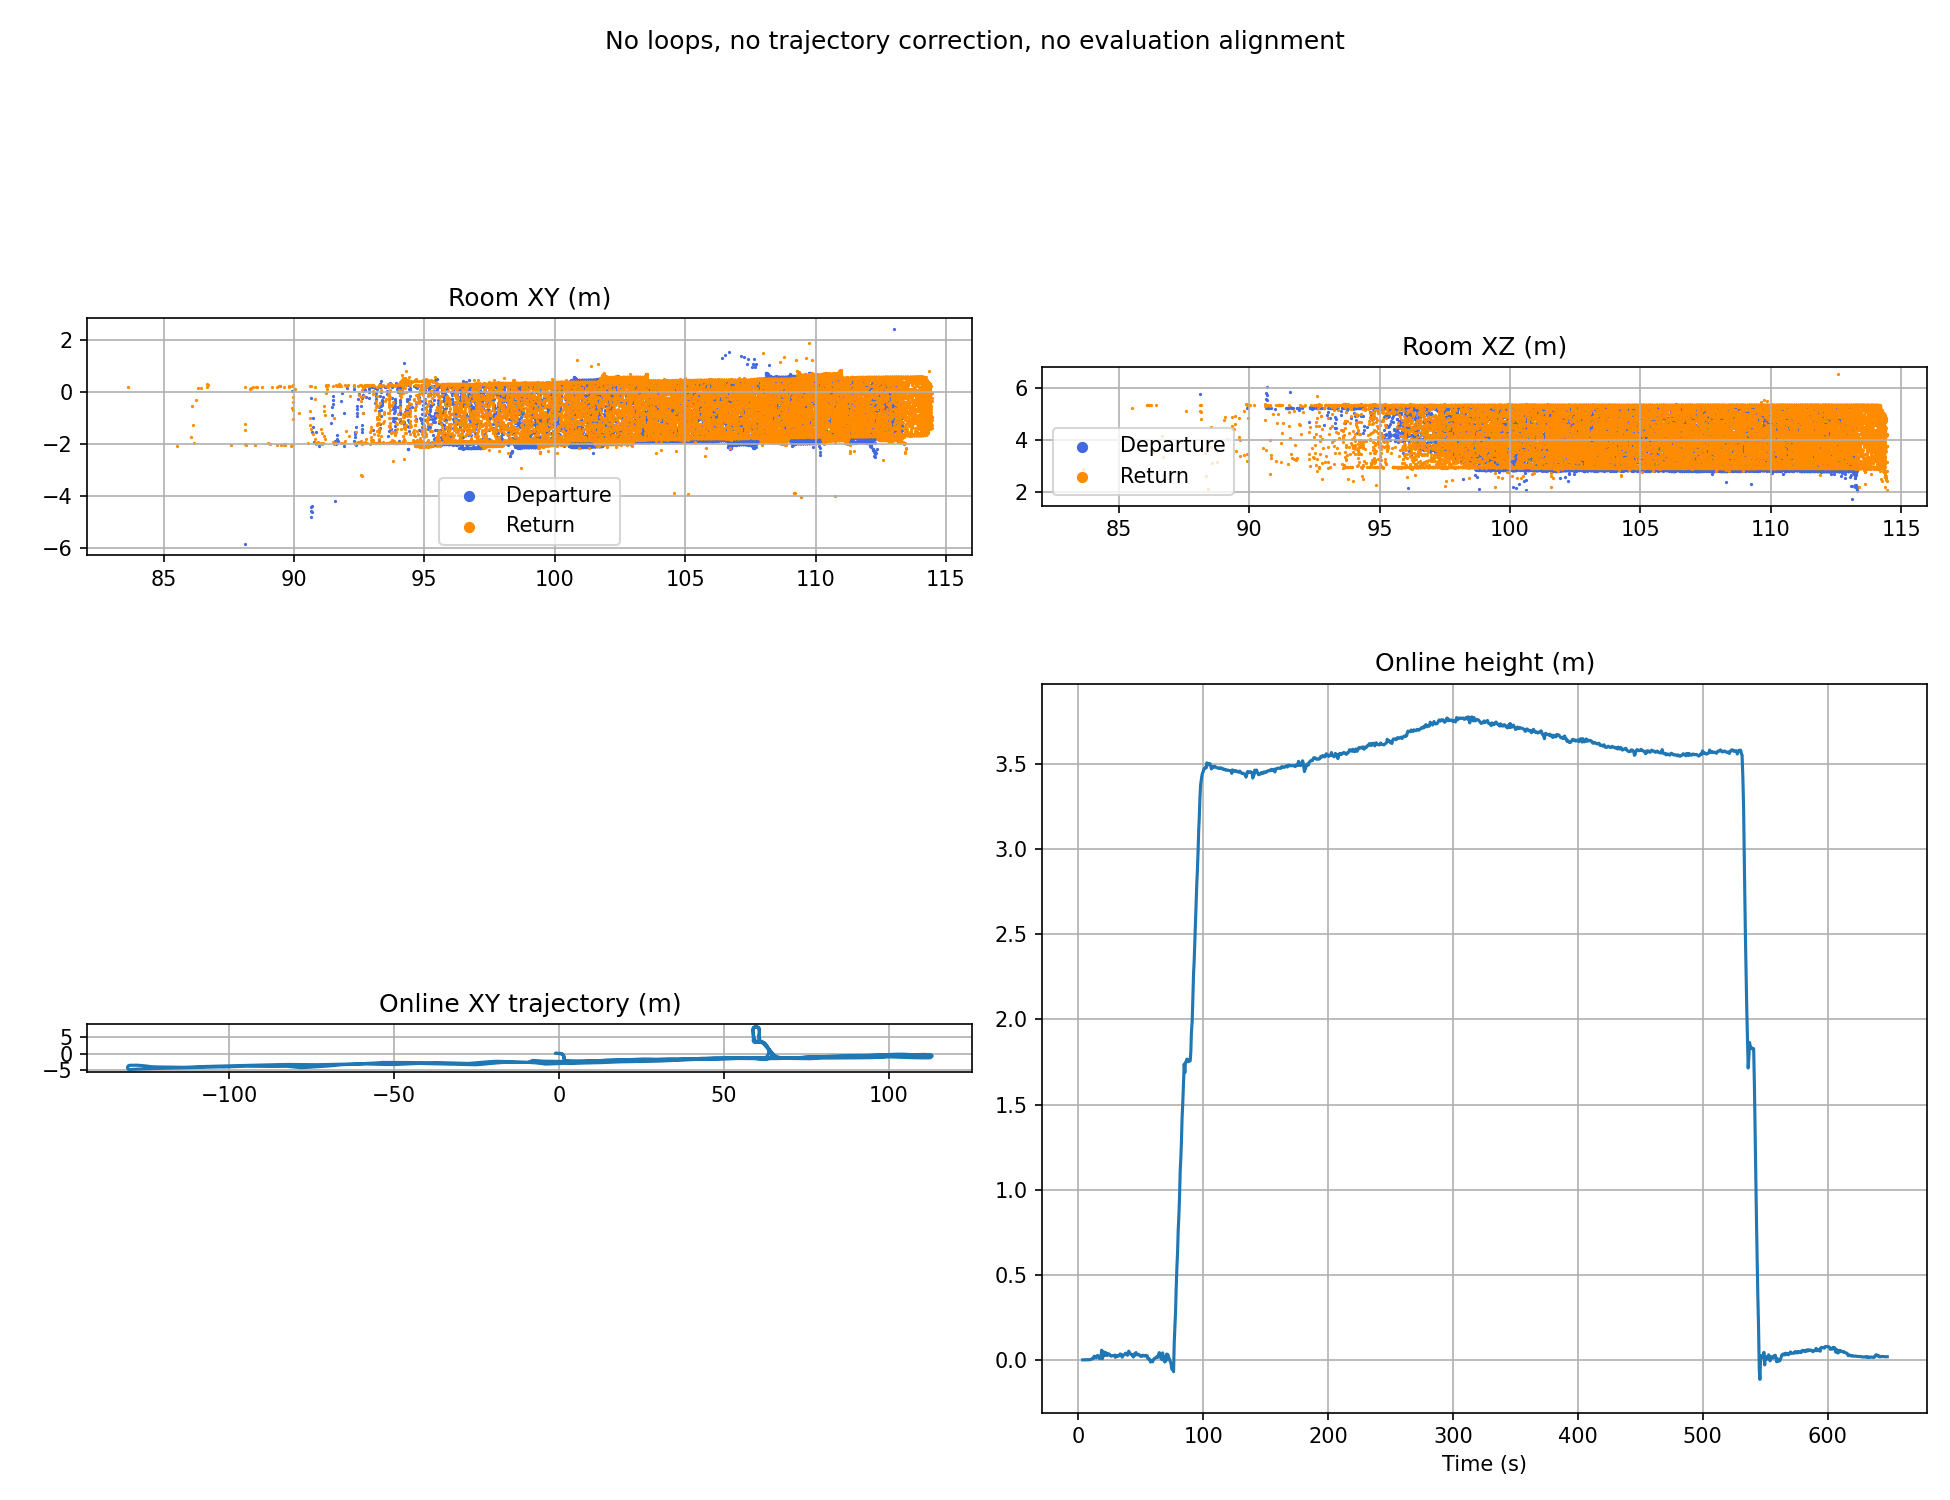 No loops, no trajectory correction, no evaluation alignment
Room XY (m)
2
0
−2
−4
−6
Departure
Return
85 90 95 100 105 110 115
Room XZ (m)
6
4
2
Departure
Return
85 90 95 100 105 110 115
Online XY trajectory (m)
5
0
−5
−100 −50 0 50 100
Online height (m)
3.5
3.0
2.5
2.0
1.5
1.0
0.5
0.0
0 100 200 300 400 500 600
Time (s)